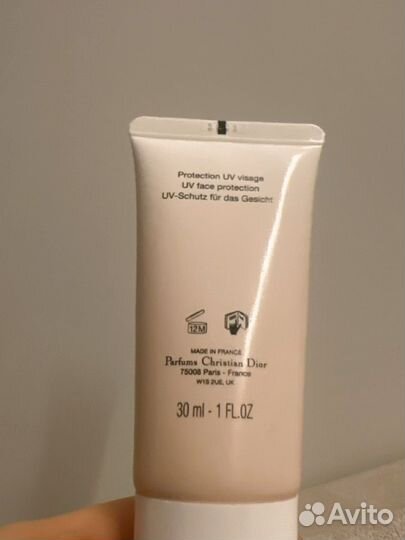 Protection UV visage
UV face protection
UV-Schutz für das Gesicht
12M
MADE IN FRANCE
Parfums Christian Dior
75008 Paris - France
W1S 2UE, UK
30 ml - 1 FL.OZ
Avito